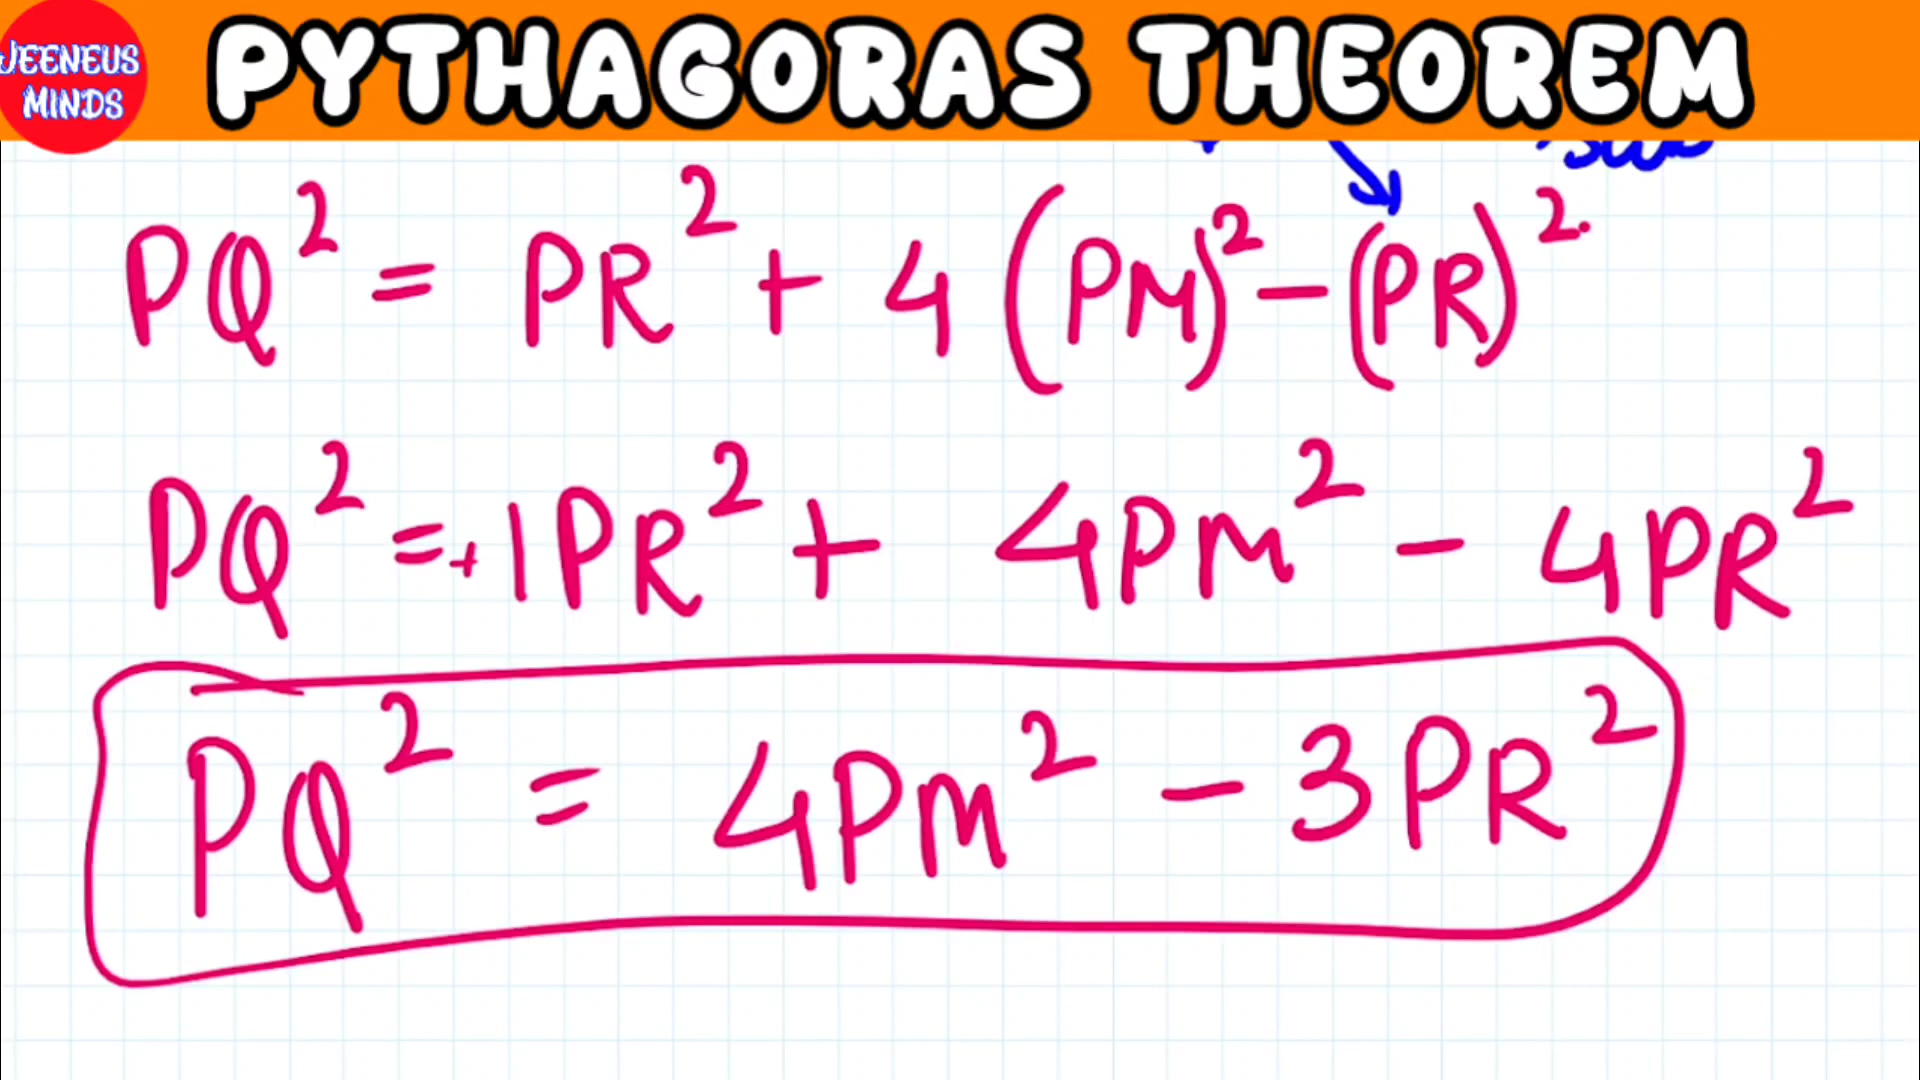 JEENEUS
MINDS
PYTHAGORAS THEOREM
PQ² = PR² + 4(PM)² - (PR)²
PQ² = +1PR² + 4PM² - 4PR²
PQ² = 4PM² - 3PR²